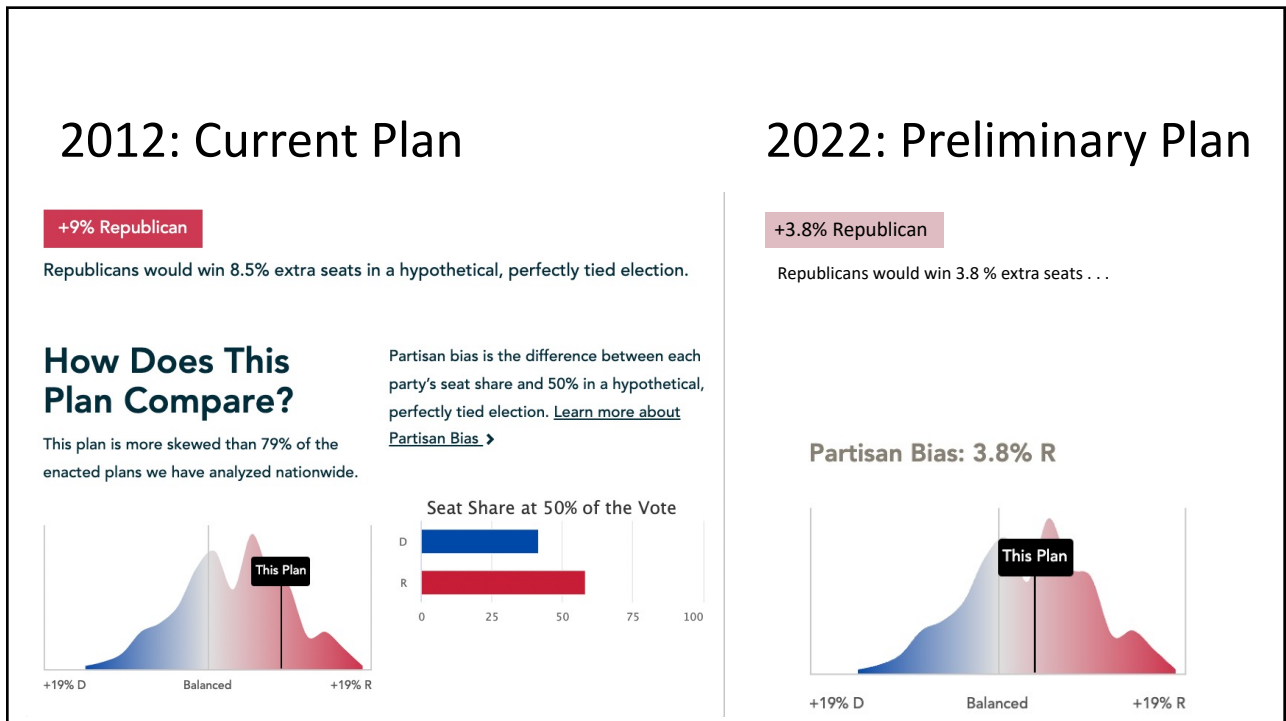 2012: Current Plan
+9% Republican
Republicans would win 8.5% extra seats in a hypothetical, perfectly tied election.
How Does This
Plan Compare?
This plan is more skewed than 79% of the
enacted plans we have analyzed nationwide.
Partisan bias is the difference between each
party's seat share and 50% in a hypothetical,
perfectly tied election. Learn more about
Partisan Bias >
This Plan
+19% D Balanced +19% R
Seat Share at 50% of the Vote
D
R
0 25 50 75 100
2022: Preliminary Plan
+3.8% Republican
Republicans would win 3.8 % extra seats . . .
Partisan Bias: 3.8% R
This Plan
+19% D Balanced +19% R